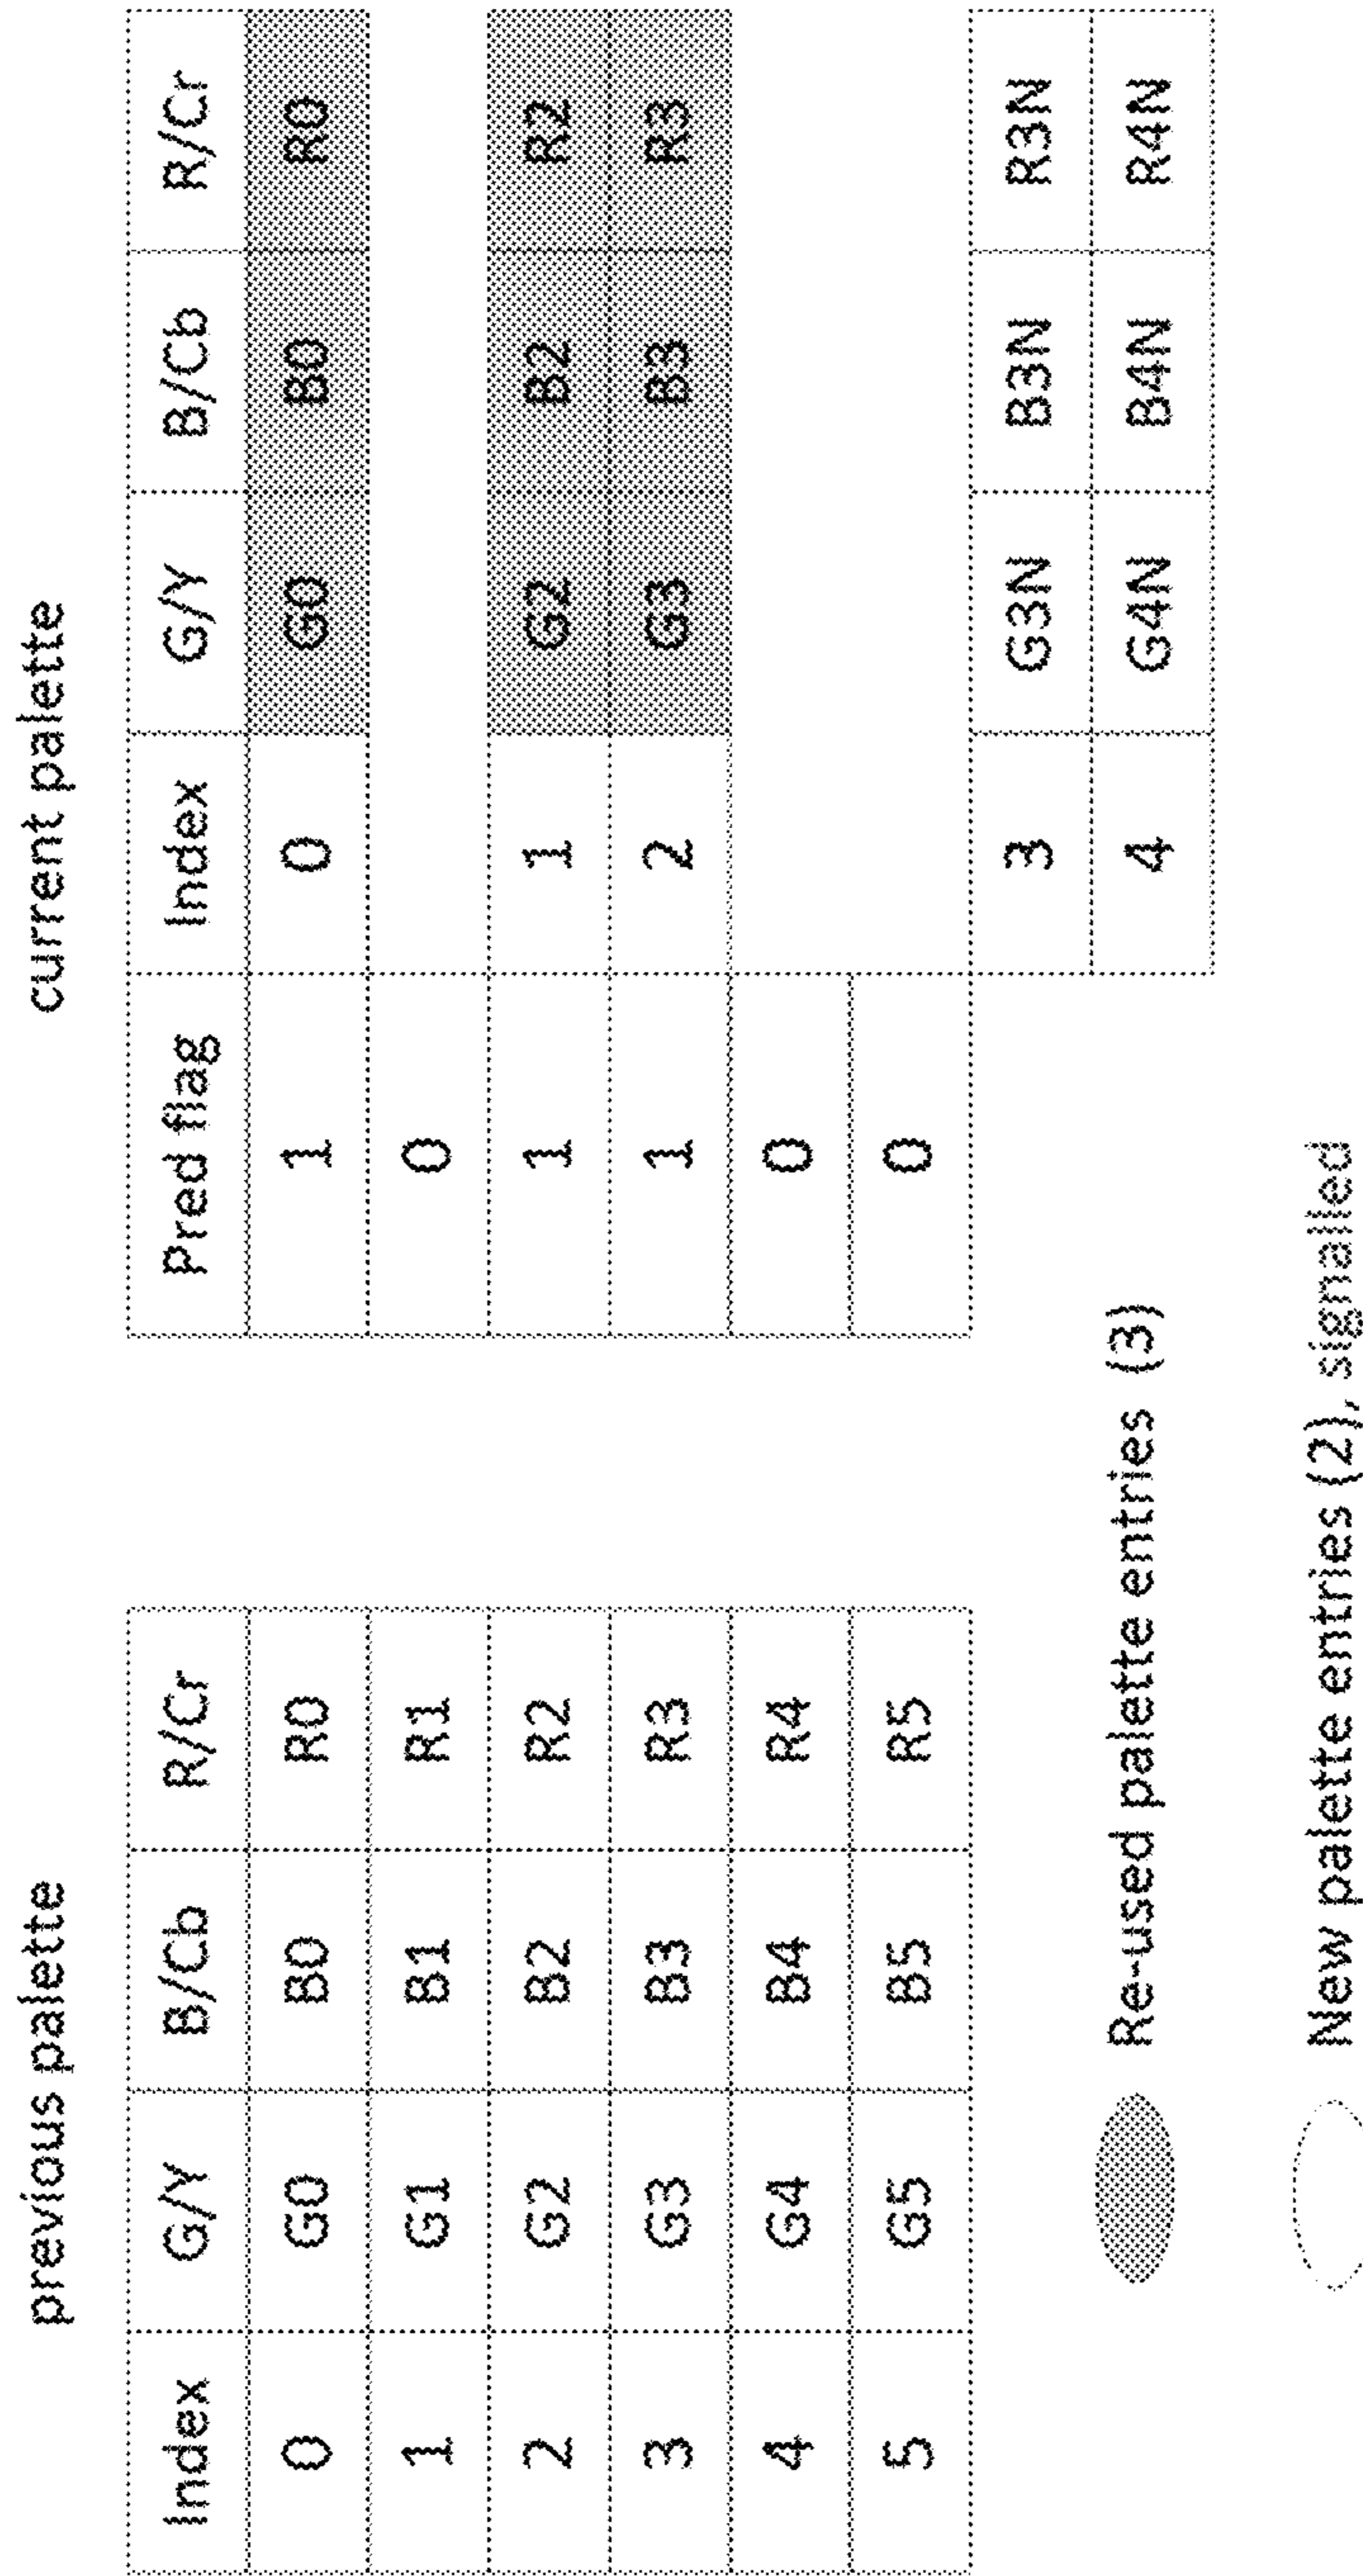 previous palette
Index G/Y B/Cb R/Cr
0 G0 B0 R0
1 G1 B1 R1
2 G2 B2 R2
3 G3 B3 R3
4 G4 B4 R4
5 G5 B5 R5
current palette
Pred flag Index G/Y B/Cb R/Cr
1 0 G0 B0 R0
0
1 1 G2 B2 R2
1 2 G3 B3 R3
0
0
3 G3N B3N R3N
4 G4N B4N R4N
Re-used palette entries (3)
New palette entries (2), signalled